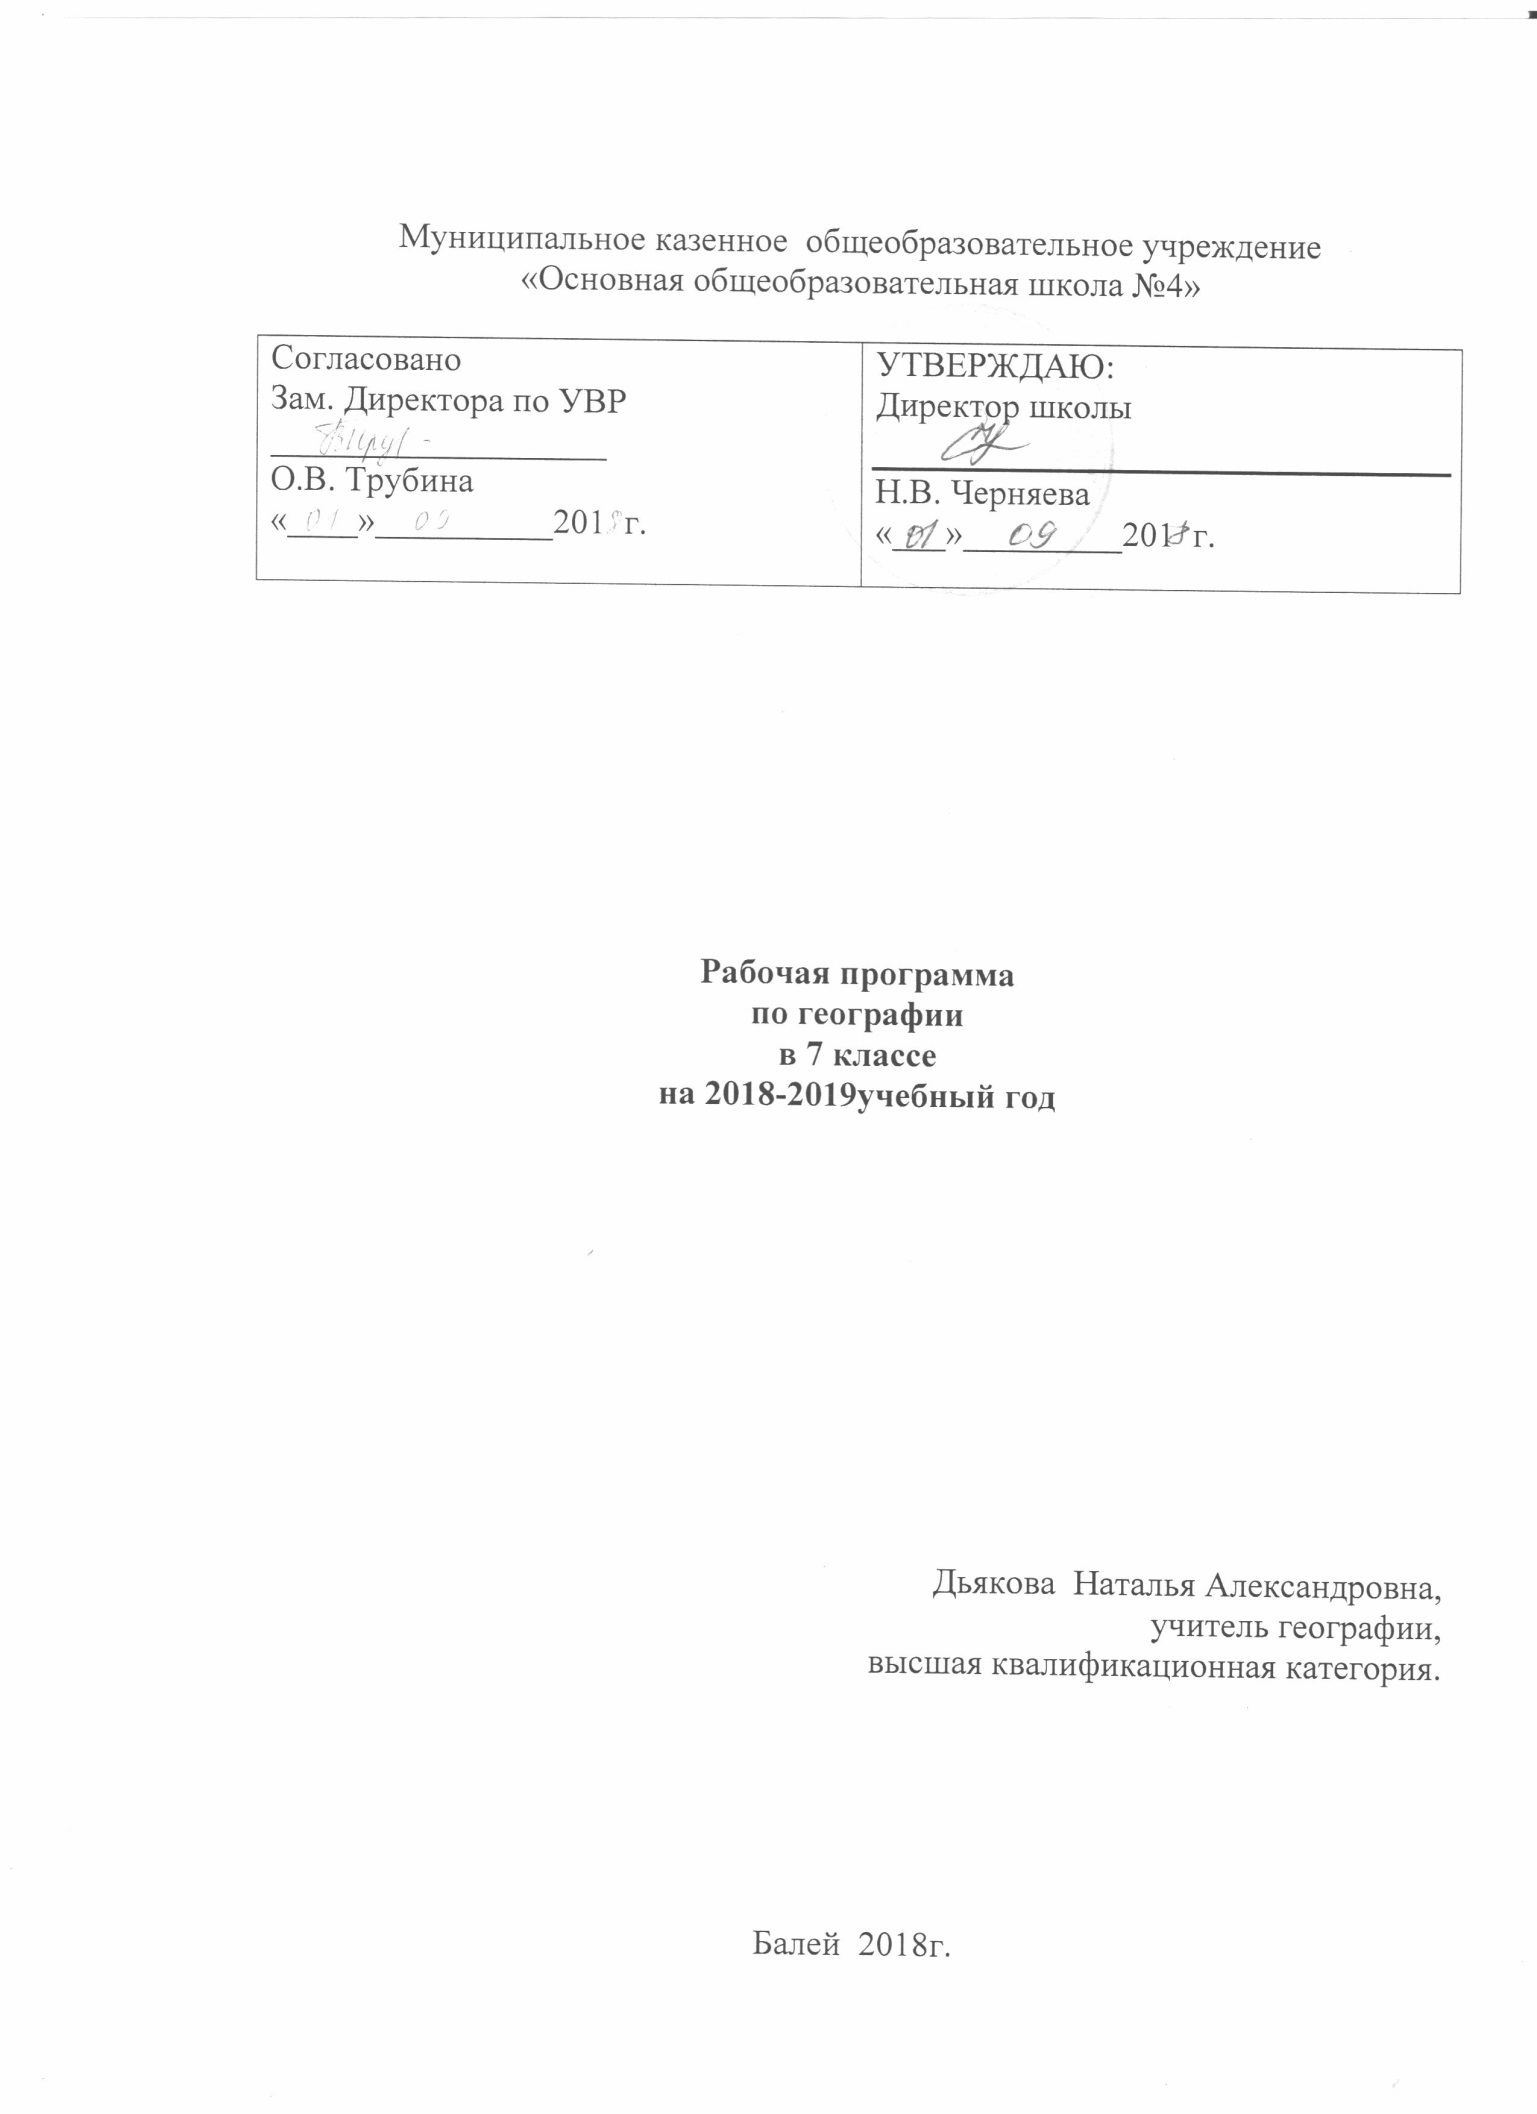 Муниципальное казенное  общеобразовательное учреждение
«Основная общеобразовательная школа №4»
Согласовано
Зам. Директора по УВР
О.В. Трубина
«01»09 2018г.
УТВЕРЖДАЮ:
Директор школы
Н.В. Черняева
«01»09 2018г.
Рабочая программа
по географии
в 7 классе
на 2018-2019учебный год
Дьякова  Наталья Александровна,
учитель географии,
высшая квалификационная категория.
Балей  2018г.